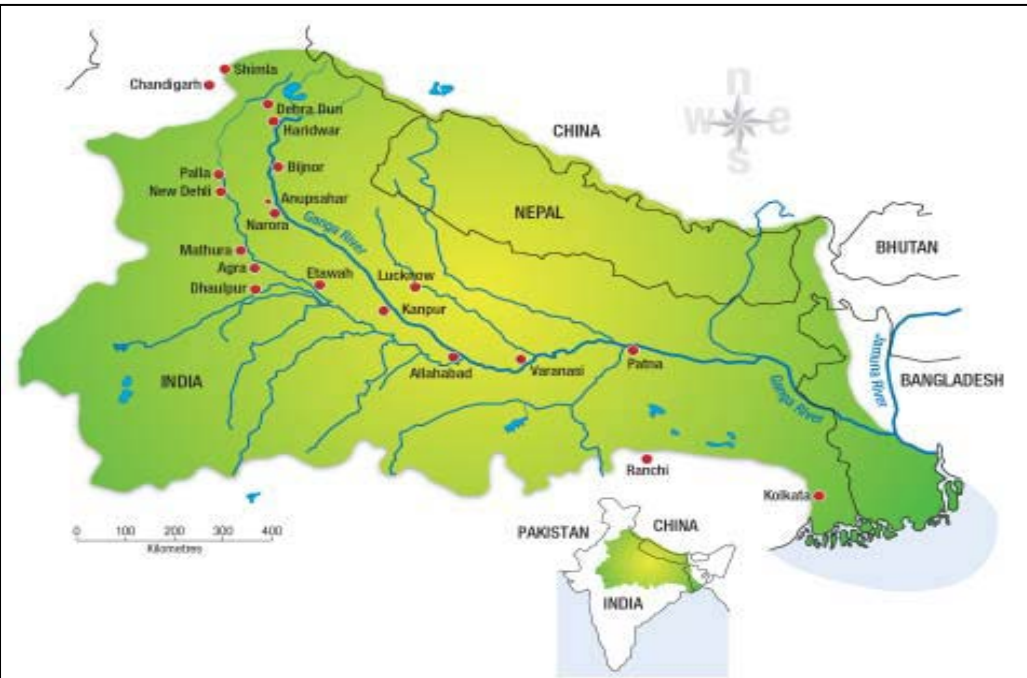 n
w e
s
Shimla
Chandigarh
Debra Dun
Haridwar
CHINA
Palla
Bijnor
New Dehli
Anupsahar
Narora
Ganga River
NEPAL
BHUTAN
Mathura
Agra
Etawah
Lucknow
Dhaulpur
Kanpur
Jamuna River
INDIA
Allahabad
Varanasi
Patna
BANGLADESH
Ganga River
Ranchi
Kolkata
0 100 200 300 400
Kilometres
PAKISTAN
CHINA
INDIA